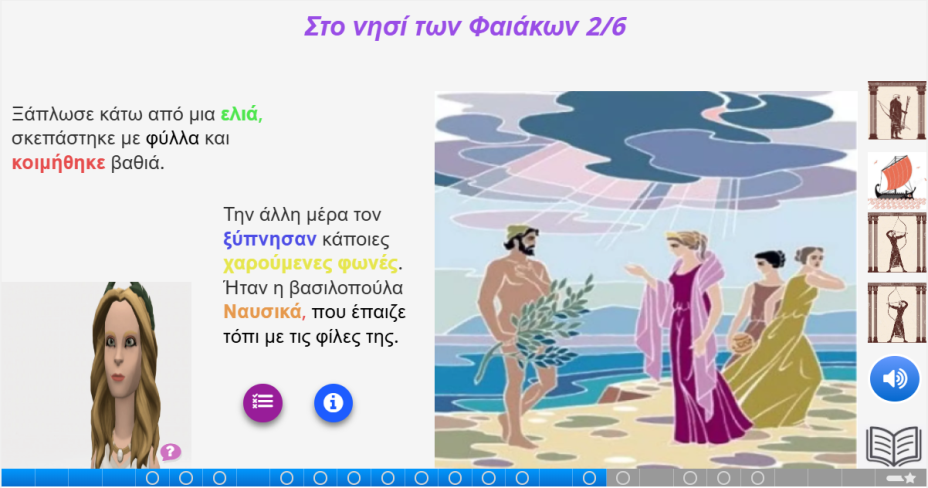 Στο νησί των Φαιάκων 2/6
Ξάπλωσε κάτω από μια ελιά,
σκεπάστηκε με φύλλα και
κοιμήθηκε βαθιά.
Την άλλη μέρα τον
ξύπνησαν κάποιες
χαρούμενες φωνές.
Ήταν η βασιλοπούλα
Ναυσικά, που έπαιζε
τόπι με τις φίλες της.
?